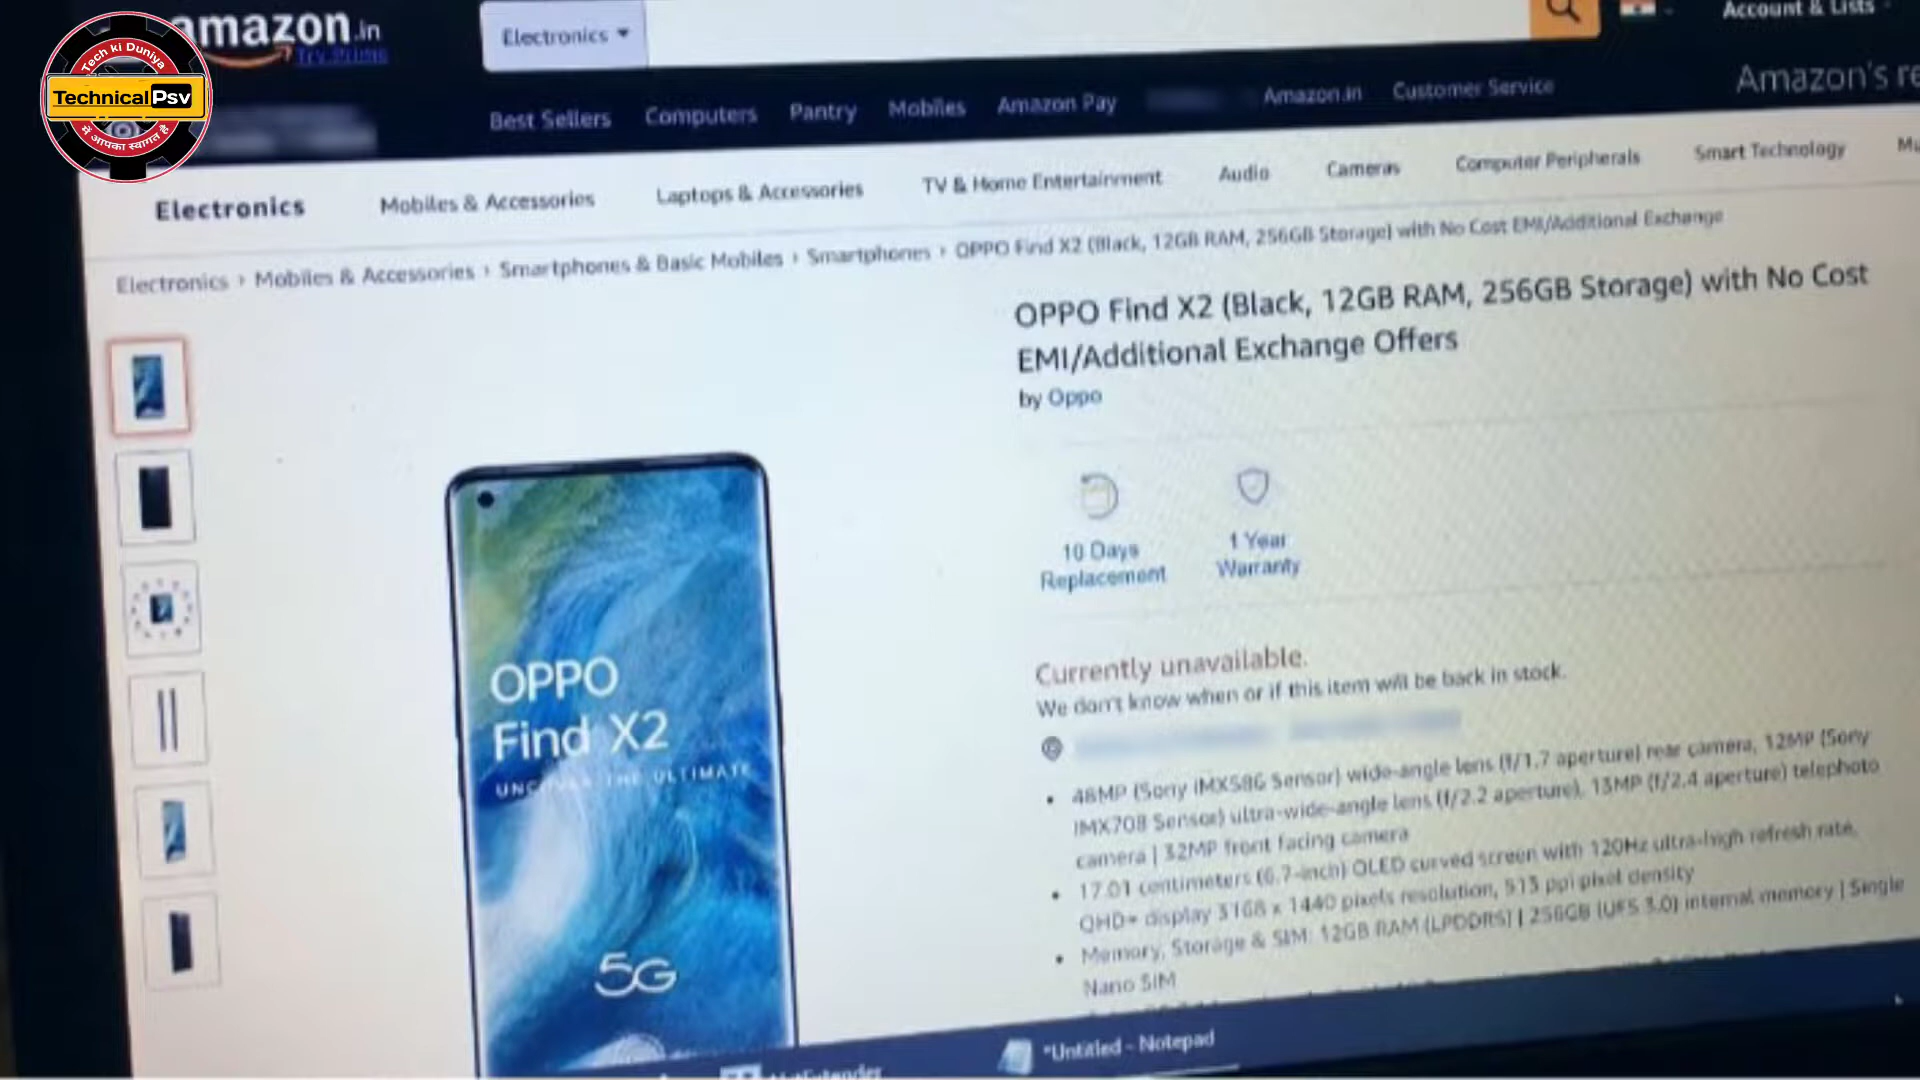 amazon.in
Try Prime
Tech ki Duniya
TechnicalPsv
में आपका स्वागत है
Electronics
Account & Lists
Best Sellers Computers Pantry Mobiles Amazon Pay Amazon.in Customer Service
Amazon's re
Electronics Mobiles & Accessories Laptops & Accessories TV & Home Entertainment Audio Cameras Computer Peripherals Smart Technology Mu
Electronics › Mobiles & Accessories › Smartphones & Basic Mobiles › Smartphones › OPPO Find X2 (Black, 12GB RAM, 256GB Storage) with No Cost EMI/Additional Exchange
OPPO Find X2 (Black, 12GB RAM, 256GB Storage) with No Cost
EMI/Additional Exchange Offers
by Oppo
10 Days
Replacement
1 Year
Warranty
OPPO
Find X2
UNCOVER THE ULTIMATE
5G
Currently unavailable.
We don't know when or if this item will be back in stock.
• 48MP (Sony IMX586 Sensor) wide-angle lens (f/1.7 aperture) rear camera, 12MP (Sony
IMX708 Sensor) ultra-wide-angle lens (f/2.2 aperture), 13MP (f/2.4 aperture) telephoto
camera | 32MP front facing camera
• 17.01 centimeters (6.7-inch) OLED curved screen with 120Hz ultra-high refresh rate,
QHD+ display 3168 x 1440 pixels resolution, 513 ppi pixel density
• Memory, Storage & SIM: 12GB RAM (LPDDR5) | 256GB (UFS 3.0) internal memory | Single
Nano SIM
*Untitled - Notepad